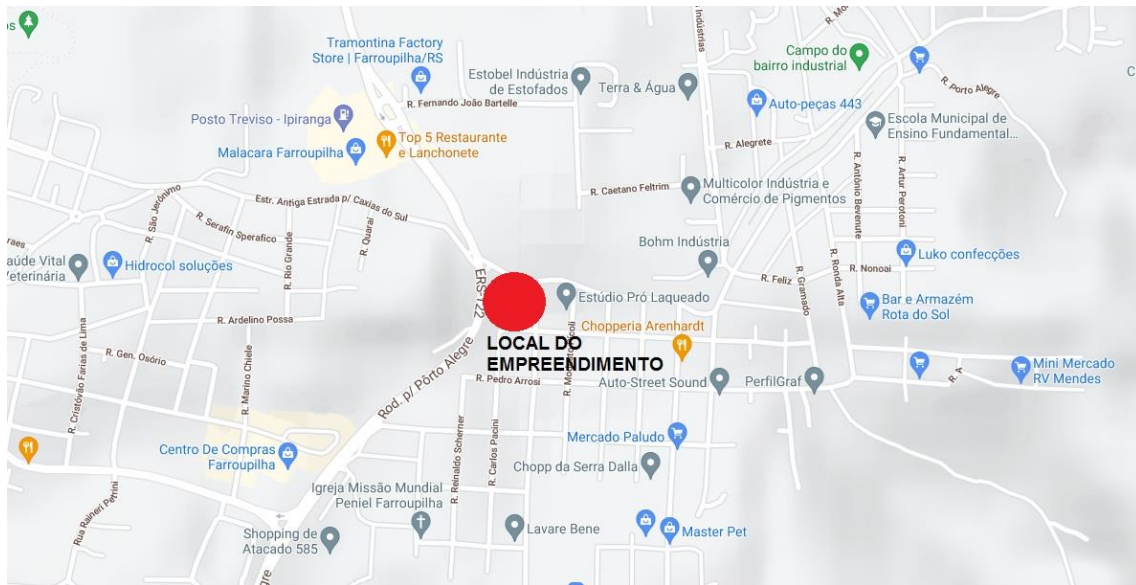 Tramontina Factory
Store | Farroupilha/RS
Estobel Indústria
de Estofados
Terra & Água
Indústrias
Campo do
bairro industrial
R. Porto Alegre
R. Fernando João Bartelle
Posto Treviso - Ipiranga
Top 5 Restaurante
e Lanchonete
Malacara Farroupilha
Auto-peças 443
Escola Municipal de
Ensino Fundamental...
R. Alegrete
R. Caetano Feltrim
Multicolor Indústria e
Comércio de Pigmentos
R. Antônio Bevenute
R. Artur Perotoni
R. São Jerônimo
Estr. Antiga Estrada p/ Caxias do Sul
R. Serafin Sperafico
R. Quaraí
R. Rio Grande
Bohm Indústria
Luko confecções
R. Nonoai
R. Feliz
R. Gramado
R. Ronda Alta
aúde Vital
Veterinária
Hidrocol soluções
ERS-122
Estúdio Pró Laqueado
Bar e Armazém
Rota do Sol
R. Ardelino Possa
Chopperia Arenhardt
LOCAL DO
EMPREENDIMENTO
R. Gen. Osório
R. Cristóvão Farias de Lima
R. Marino Chiele
Rod. p/ Pôrto Alegre
R. Pedro Arrosi
Auto-Street Sound
PerfilGraf
R. A
Mini Mercado
RV Mendes
R. Reinaldo Scherner
R. Carlos Pacini
Centro De Compras
Farroupilha
Mercado Paludo
Chopp da Serra Dalla
Igreja Missão Mundial
Peniel Farroupilha
Rua Raineri Petrini
Shopping de
Atacado 585
Lavare Bene
Master Pet